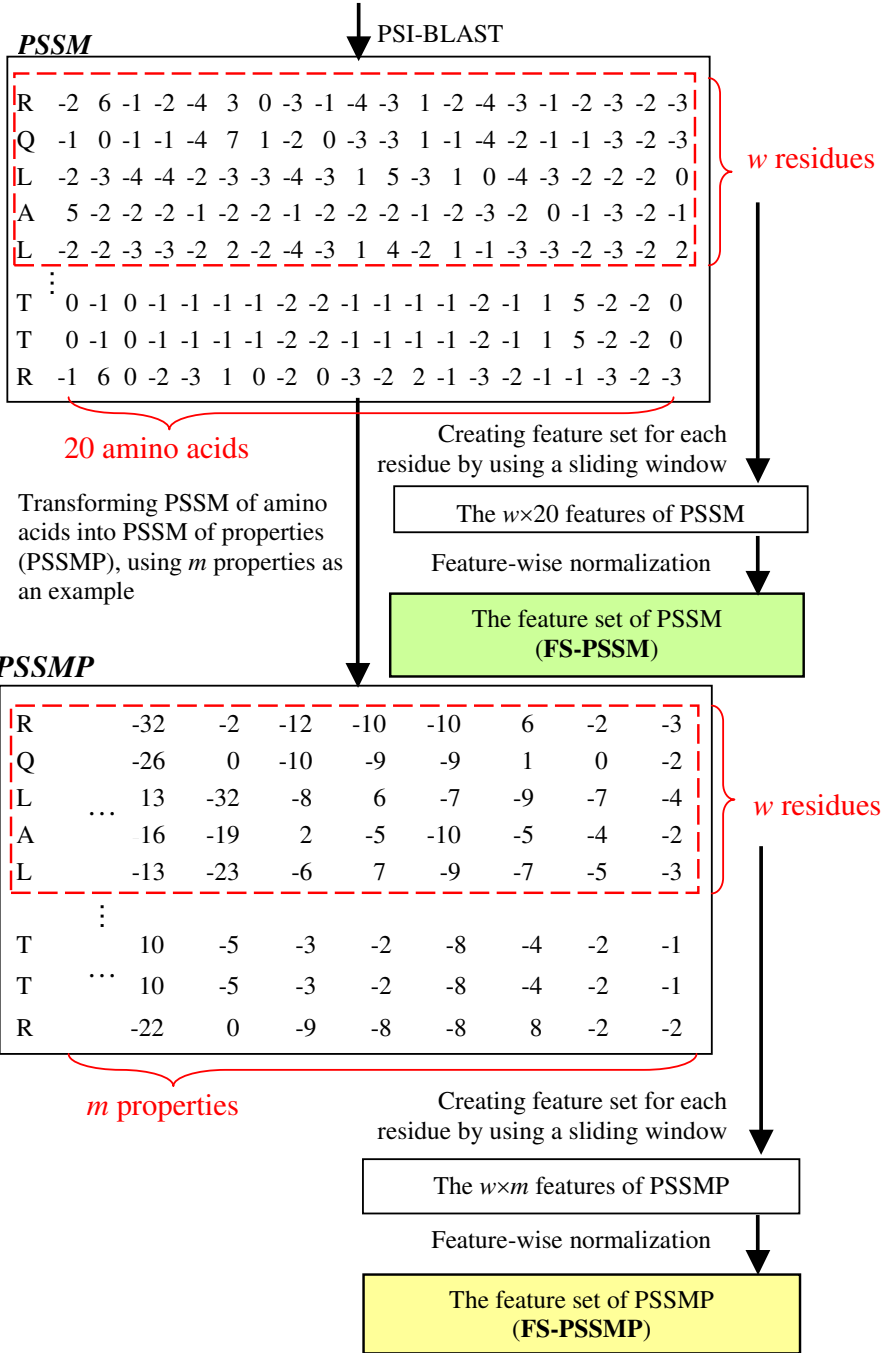 PSI-BLAST
PSSM
R -2 6 -1 -2 -4 3 0 -3 -1 -4 -3 1 -2 -4 -3 -1 -2 -3 -2 -3
Q -1 0 -1 -1 -4 7 1 -2 0 -3 -3 1 -1 -4 -2 -1 -1 -3 -2 -3
w residues
L -2 -3 -4 -4 -2 -3 -3 -4 -3 1 5 -3 1 0 -4 -3 -2 -2 -2 0
A 5 -2 -2 -2 -1 -2 -2 -1 -2 -2 -2 -1 -2 -3 -2 0 -1 -3 -2 -1
L -2 -2 -3 -3 -2 2 -2 -4 -3 1 4 -2 1 -1 -3 -3 -2 -3 -2 2
⋮
T 0 -1 0 -1 -1 -1 -1 -2 -2 -1 -1 -1 -1 -2 -1 1 5 -2 -2 0
T 0 -1 0 -1 -1 -1 -1 -2 -2 -1 -1 -1 -1 -2 -1 1 5 -2 -2 0
R -1 6 0 -2 -3 1 0 -2 0 -3 -2 2 -1 -3 -2 -1 -1 -3 -2 -3
20 amino acids
Creating feature set for each
residue by using a sliding window
Transforming PSSM of amino
acids into PSSM of properties
(PSSMP), using m properties as
an example
The w×20 features of PSSM
Feature-wise normalization
The feature set of PSSM
(FS-PSSM)
PSSMP
R -32 -2 -12 -10 -10 6 -2 -3
Q -26 0 -10 -9 -9 1 0 -2
L … 13 -32 -8 6 -7 -9 -7 -4
w residues
A 16 -19 2 -5 -10 -5 -4 -2
L -13 -23 -6 7 -9 -7 -5 -3
⋮
T 10 -5 -3 -2 -8 -4 -2 -1
T … 10 -5 -3 -2 -8 -4 -2 -1
R -22 0 -9 -8 -8 8 -2 -2
m properties
Creating feature set for each
residue by using a sliding window
The w×m features of PSSMP
Feature-wise normalization
The feature set of PSSMP
(FS-PSSMP)